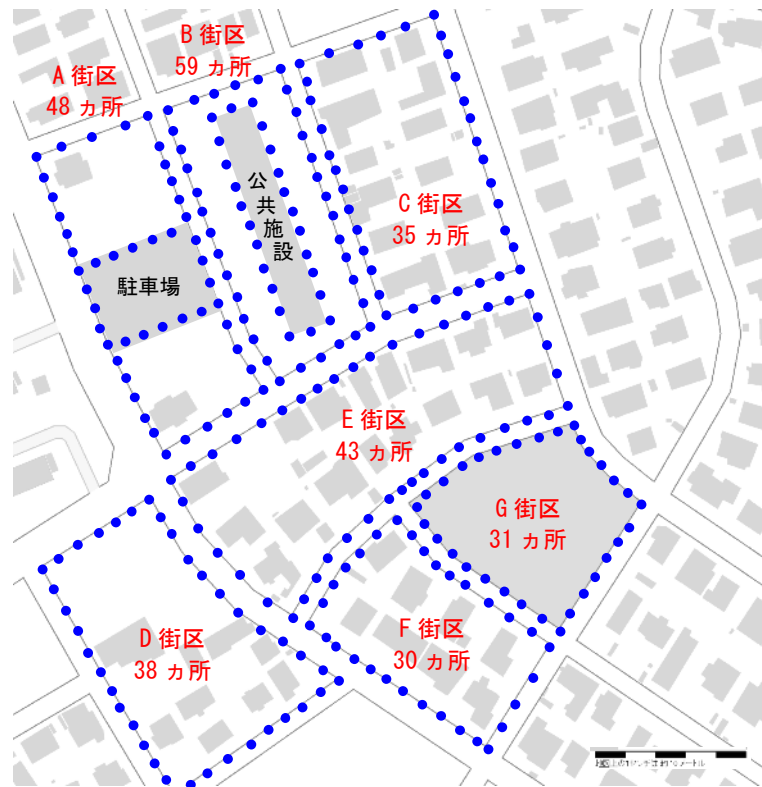 B 街区
59 ヵ所
A 街区
48 ヵ所
公共施設
C 街区
35 ヵ所
駐車場
E 街区
43 ヵ所
G 街区
31 ヵ所
D 街区
38 ヵ所
F 街区
30 ヵ所